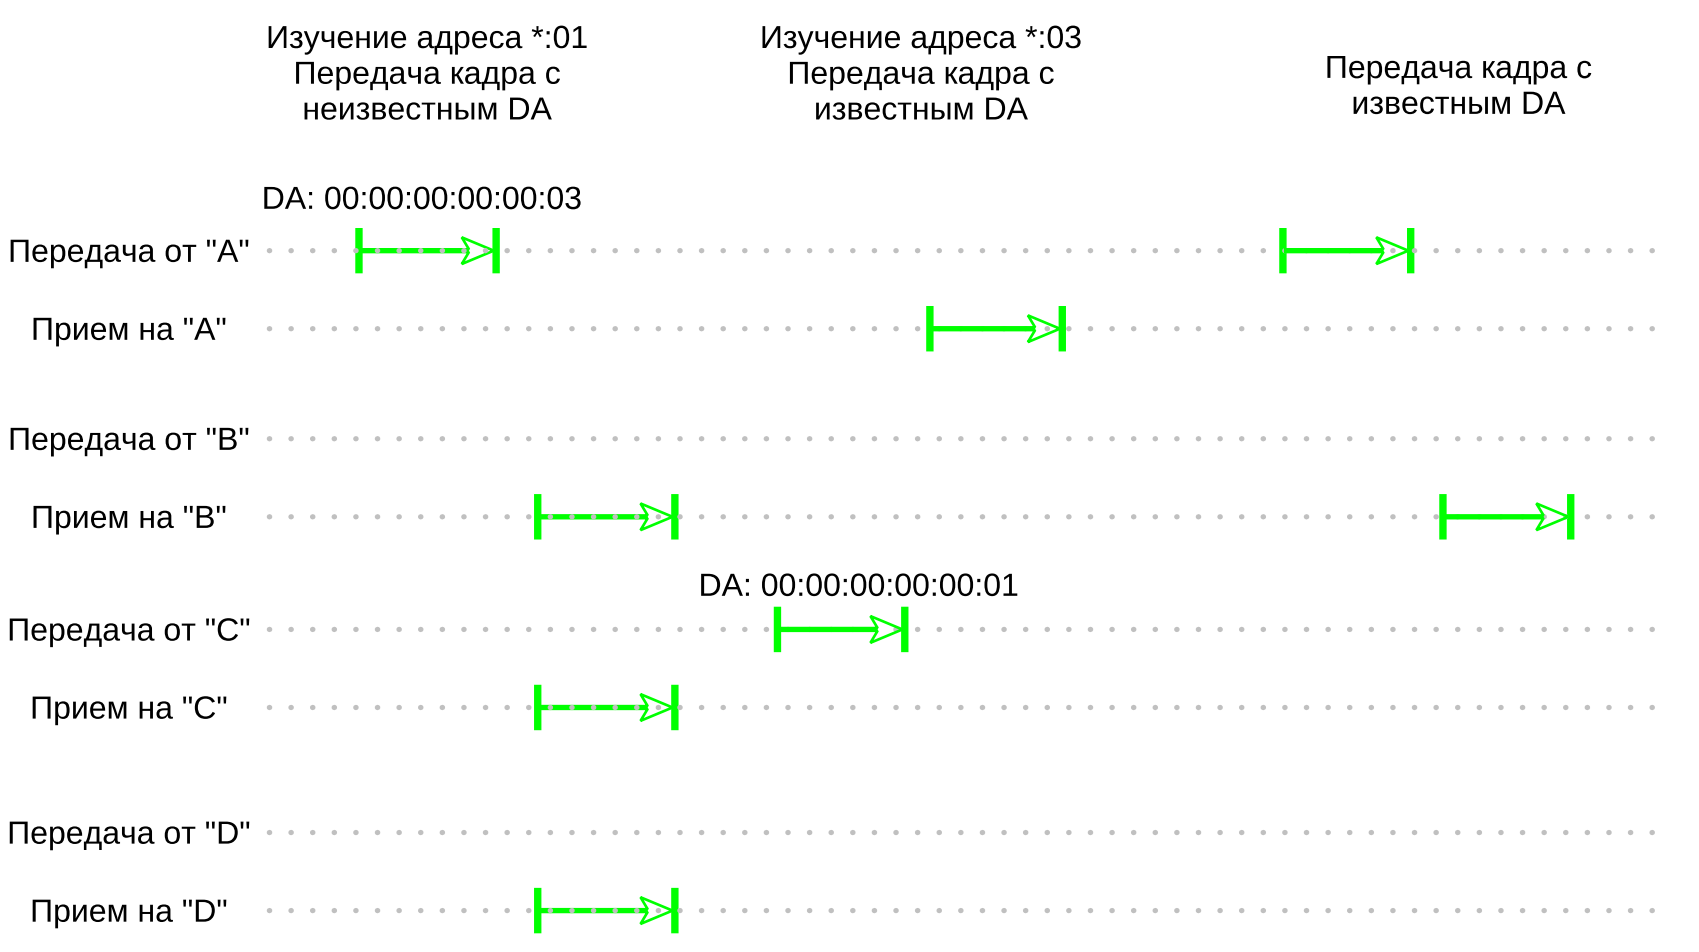 Изучение адреса *:01
Передача кадра с
неизвестным DA
Изучение адреса *:03
Передача кадра с
известным DA
Передача кадра с
известным DA
DA: 00:00:00:00:00:03
Передача от "A"
Прием на "A"
Передача от "B"
Прием на "B"
DA: 00:00:00:00:00:01
Передача от "C"
Прием на "C"
Передача от "D"
Прием на "D"